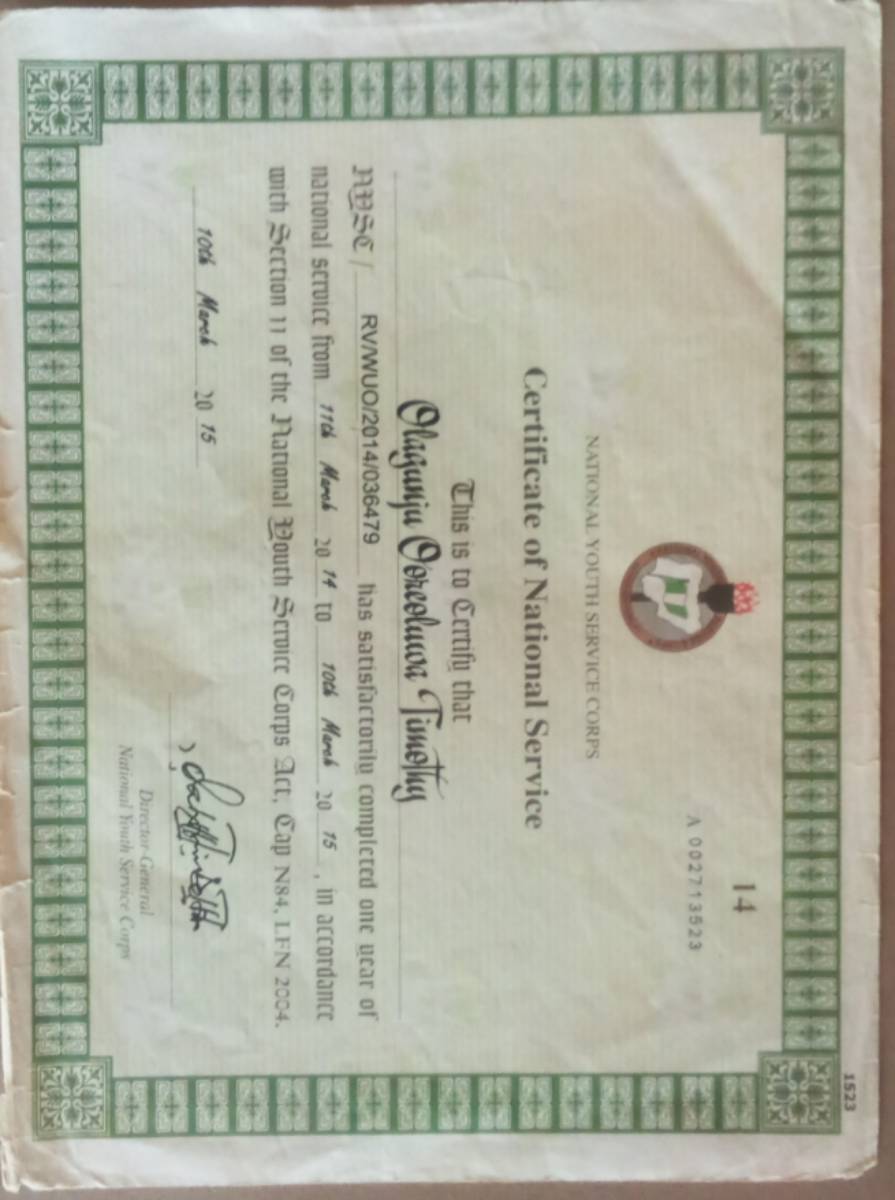 1523
14
A 002713523
NATIONAL YOUTH SERVICE CORPS
Certificate of National Service
This is to Certify that
Olagunju Ooreoluwa Timothy
NYSC/ RV/WUO/2014/036479 has satisfactorily completed one year of
national service from 11th March 2014 to 10th March 2015, in accordance
with Section 11 of the National Youth Service Corps Act, Cap N84, LFN 2004.
10th March 2015
Director-General
National Youth Service Corps